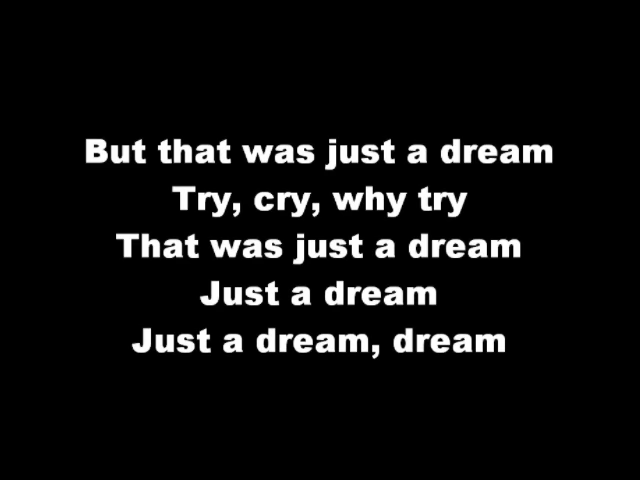 But that was just a dream
Try, cry, why try
That was just a dream
Just a dream
Just a dream, dream